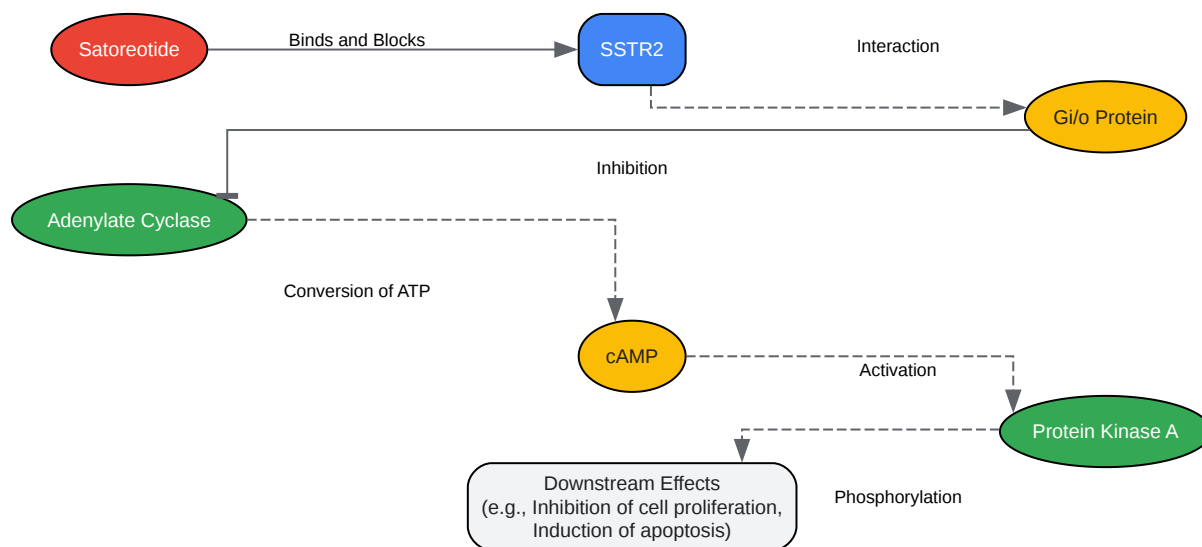 Satoreotide
Binds and Blocks
SSTR2
Interaction
Gi/o Protein
Inhibition
Adenylate Cyclase
Conversion of ATP
cAMP
Activation
Protein Kinase A
Downstream Effects
(e.g., Inhibition of cell proliferation,
Induction of apoptosis)
Phosphorylation